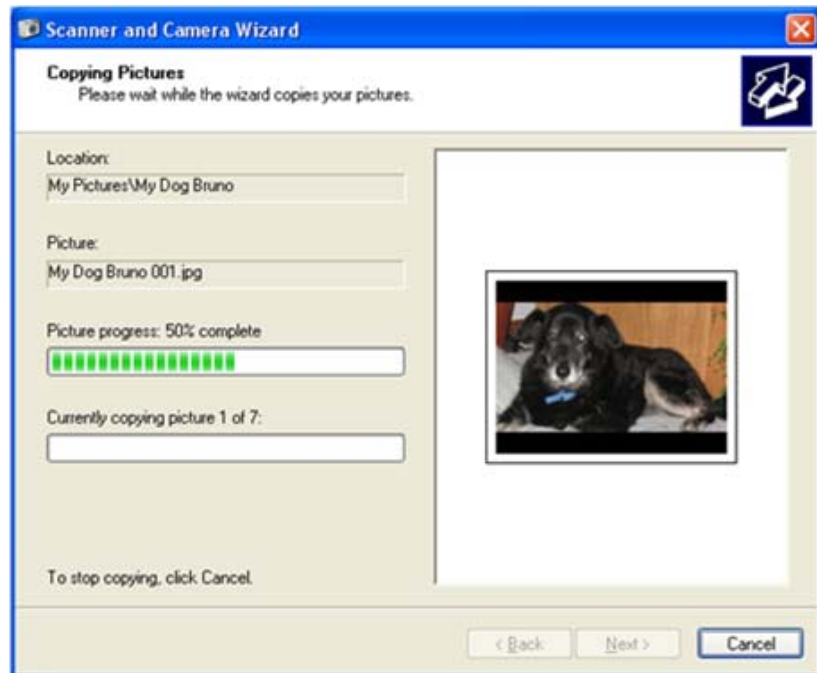 Scanner and Camera Wizard
Copying Pictures
Please wait while the wizard copies your pictures.
Location:
My Pictures\My Dog Bruno
Picture:
My Dog Bruno 001.jpg
Picture progress: 50% complete
Currently copying picture 1 of 7:
To stop copying, click Cancel.
< Back
Next >
Cancel